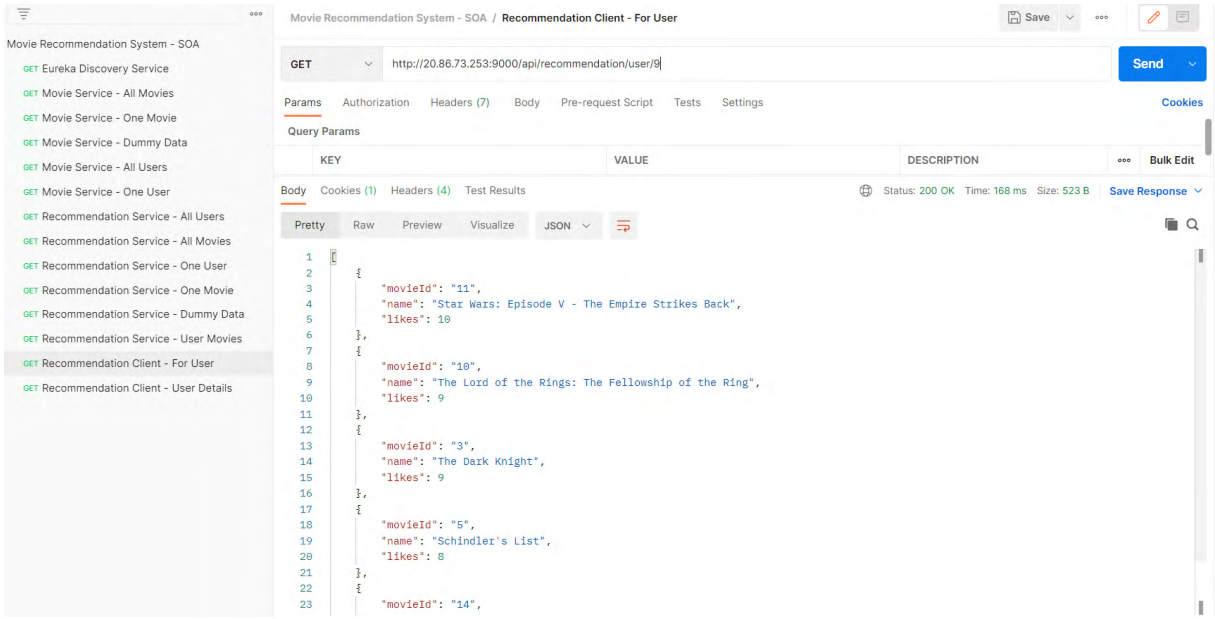 Movie Recommendation System - SOA / Recommendation Client - For User
Save
Movie Recommendation System - SOA
GET Eureka Discovery Service
GET Movie Service - All Movies
GET Movie Service - One Movie
GET Movie Service - Dummy Data
GET Movie Service - All Users
GET Movie Service - One User
GET Recommendation Service - All Users
GET Recommendation Service - All Movies
GET Recommendation Service - One User
GET Recommendation Service - One Movie
GET Recommendation Service - Dummy Data
GET Recommendation Service - User Movies
GET Recommendation Client - For User
GET Recommendation Client - User Details
GET http://20.86.73.253:9000/api/recommendation/user/9 Send
Params Authorization Headers (7) Body Pre-request Script Tests Settings Cookies
Query Params
KEY VALUE DESCRIPTION Bulk Edit
Body Cookies (1) Headers (4) Test Results Status: 200 OK Time: 168 ms Size: 523 B Save Response
Pretty Raw Preview Visualize JSON
1 [
2 {
3 "movieId": "11",
4 "name": "Star Wars: Episode V - The Empire Strikes Back",
5 "likes": 10
6 },
7 {
8 "movieId": "10",
9 "name": "The Lord of the Rings: The Fellowship of the Ring",
10 "likes": 9
11 },
12 {
13 "movieId": "3",
14 "name": "The Dark Knight",
15 "likes": 9
16 },
17 {
18 "movieId": "5",
19 "name": "Schindler's List",
20 "likes": 8
21 },
22 {
23 "movieId": "14",